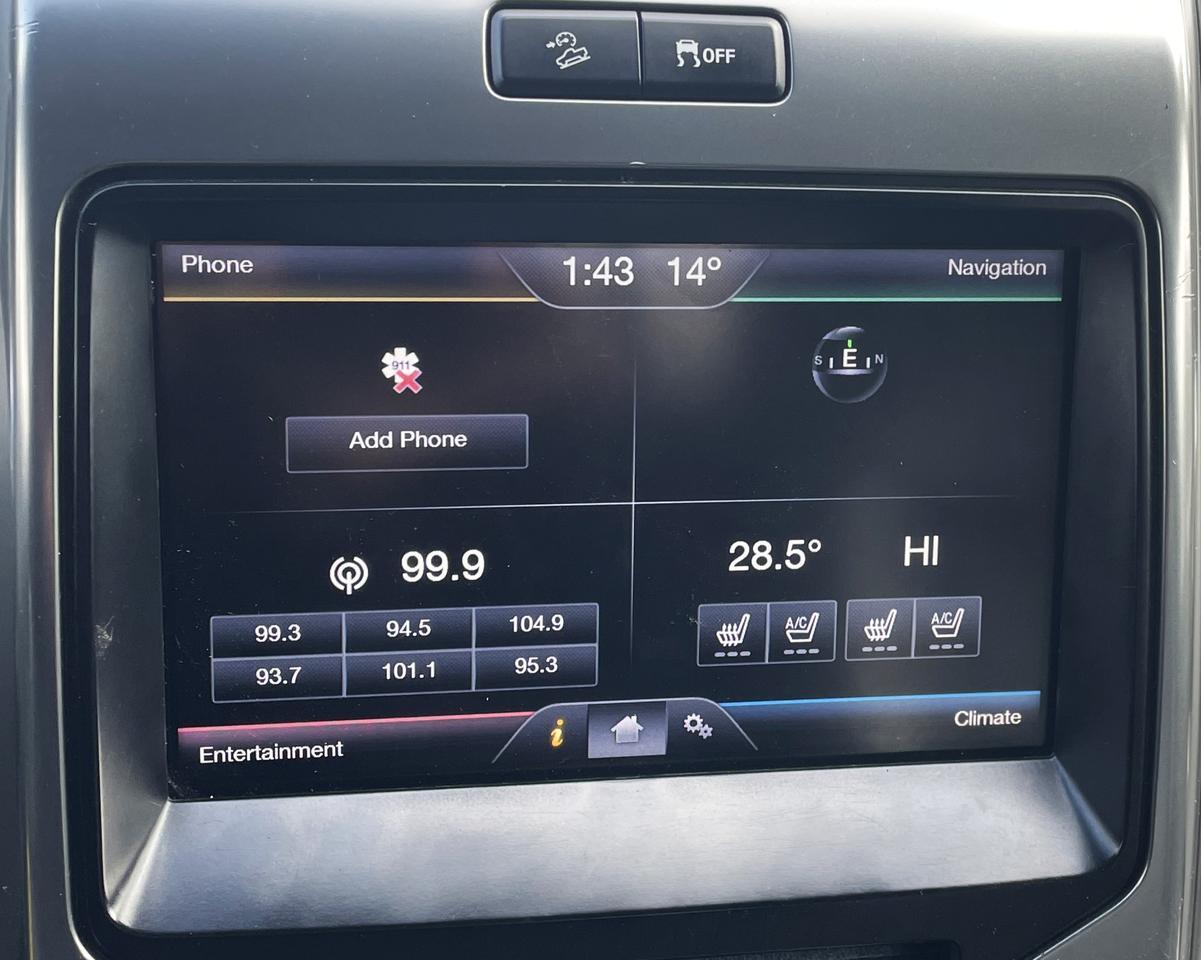 OFF
Phone
1:43 14°
Navigation
911
S E N
Add Phone
99.9
28.5° HI
99.3 94.5 104.9
93.7 101.1 95.3
A/C A/C
i
Entertainment
Climate